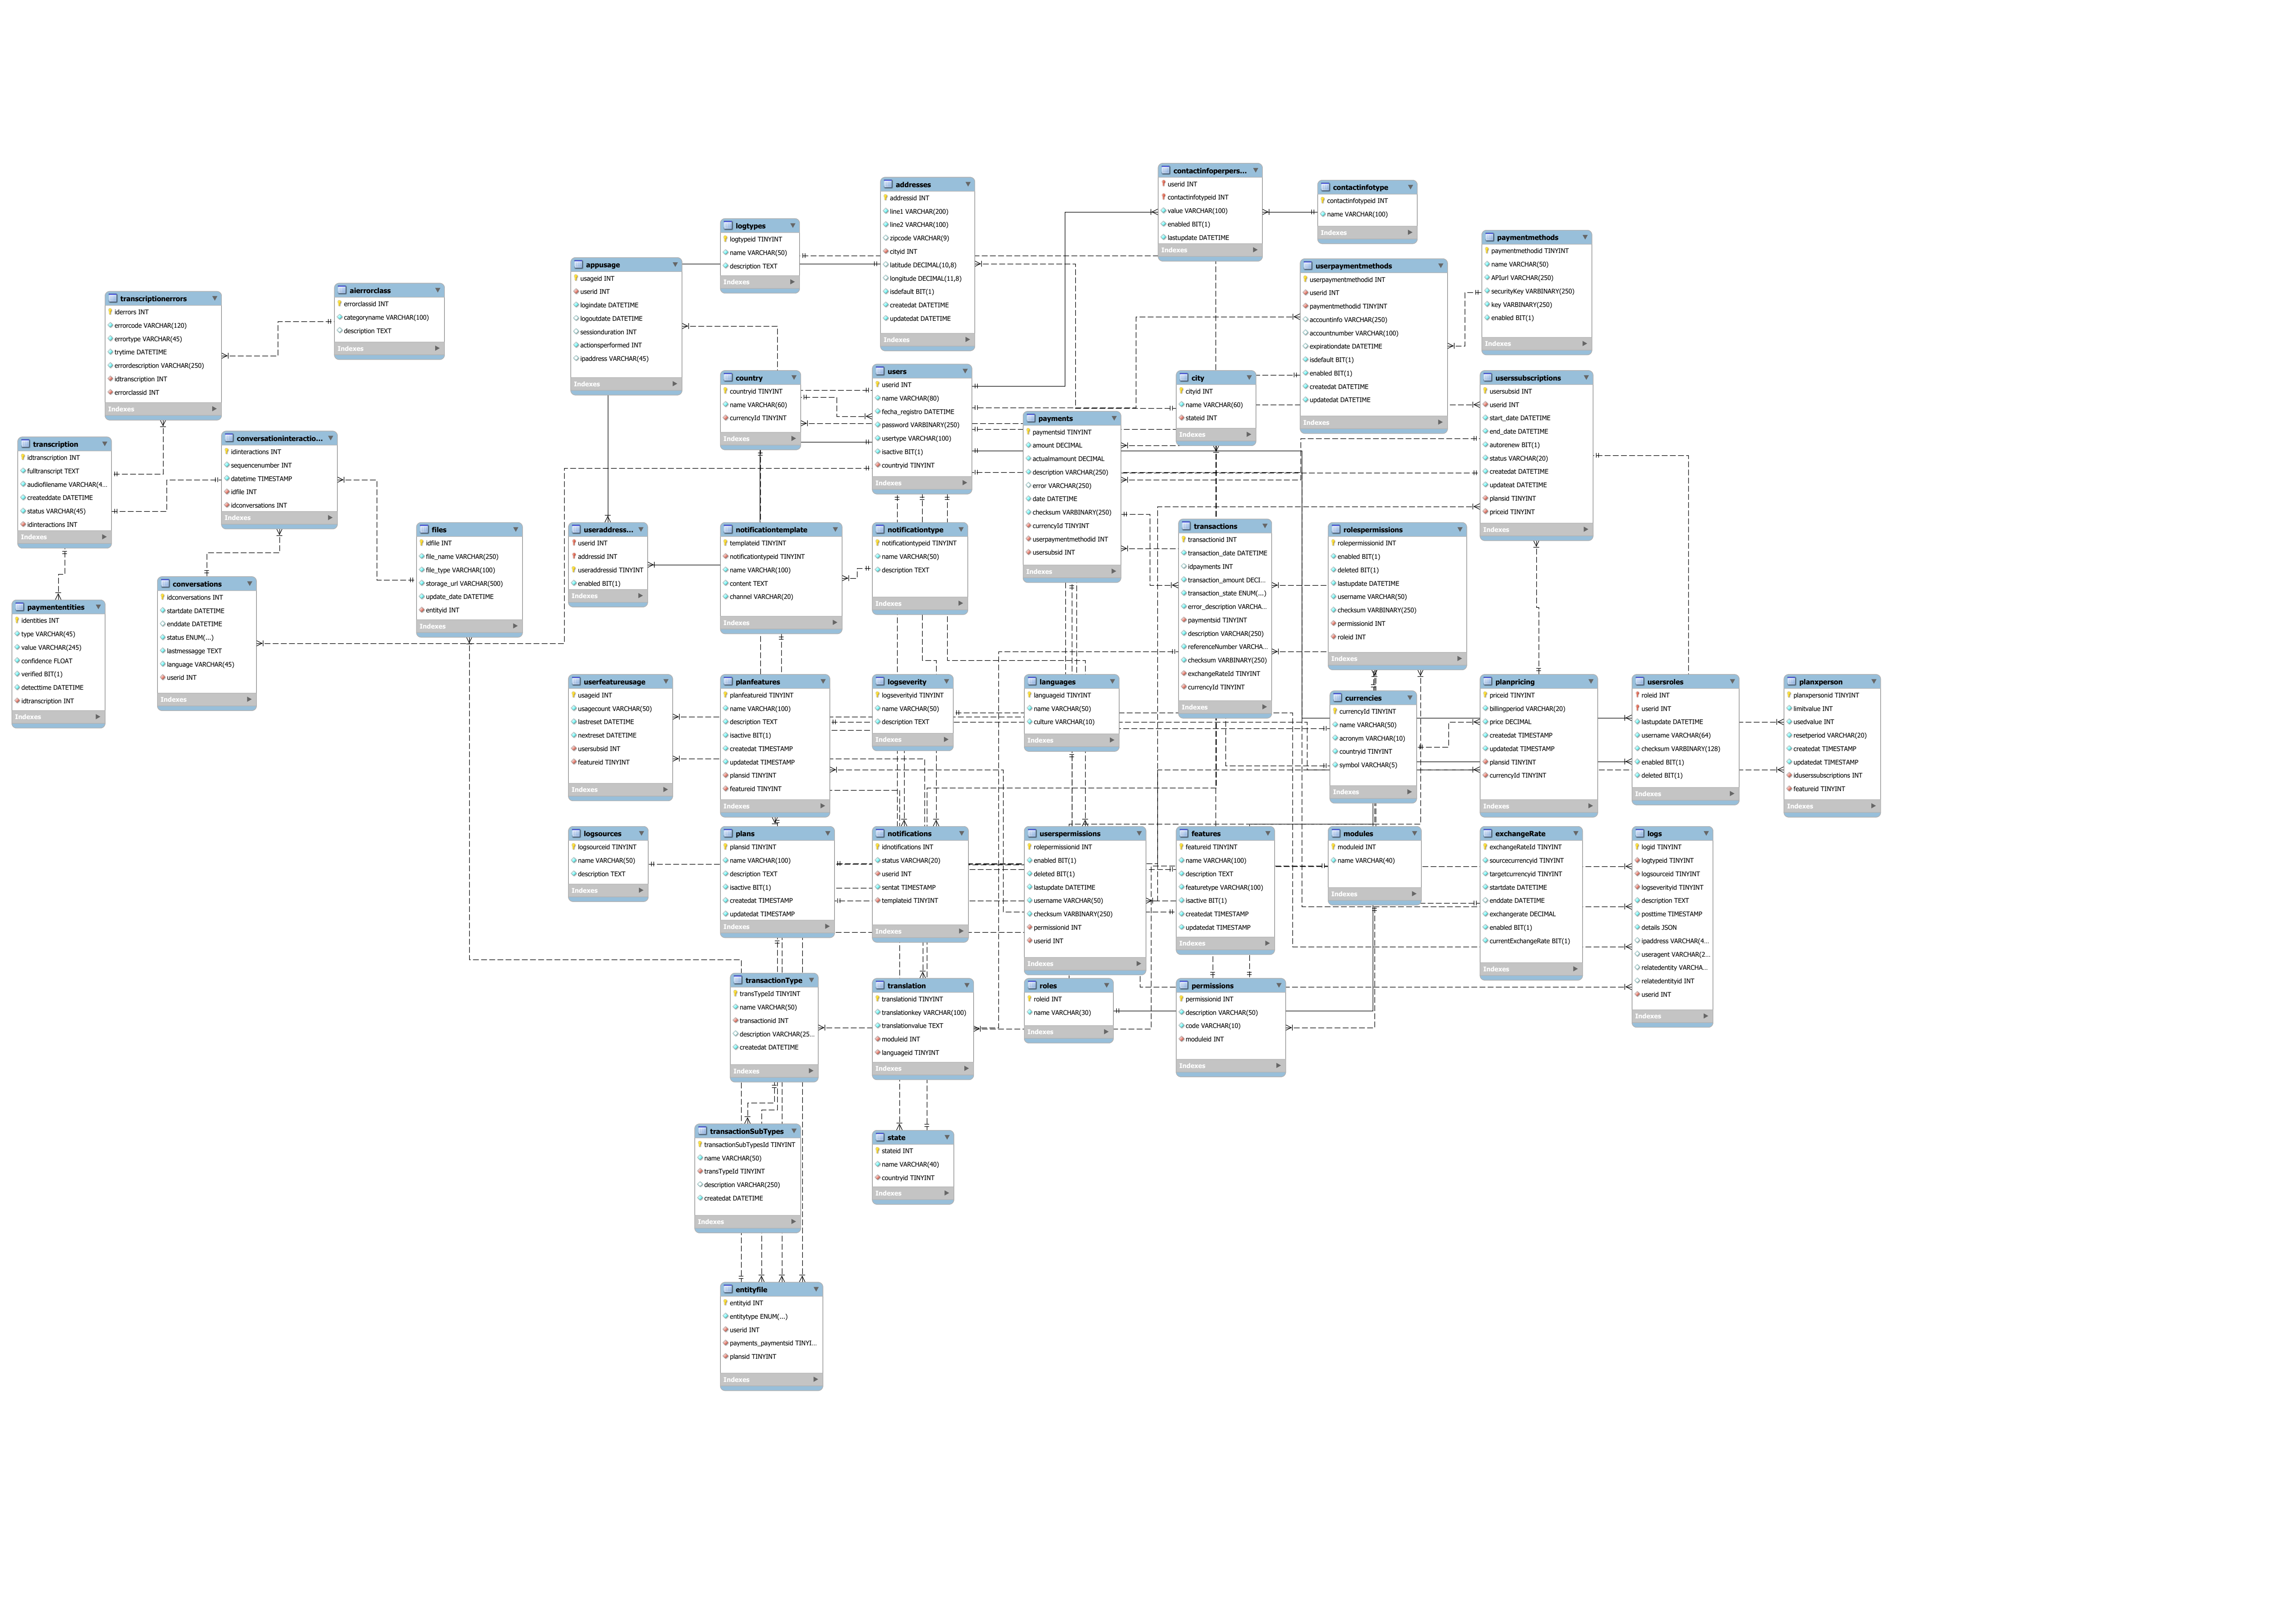 contactinfoperpers...
userid INT
contactinfotypeid INT
value VARCHAR(100)
enabled BIT(1)
lastupdate DATETIME
Indexes
contactinfotype
contactinfotypeid INT
name VARCHAR(100)
Indexes
addresses
addressid INT
line1 VARCHAR(200)
line2 VARCHAR(100)
zipcode VARCHAR(9)
cityid INT
latitude DECIMAL(10,8)
longitude DECIMAL(11,8)
isdefault BIT(1)
createdat DATETIME
updatedat DATETIME
Indexes
logtypes
logtypeid TINYINT
name VARCHAR(50)
description TEXT
Indexes
paymentmethods
paymentmethodid TINYINT
name VARCHAR(50)
APIurl VARCHAR(250)
securityKey VARBINARY(250)
key VARBINARY(250)
enabled BIT(1)
Indexes
appusage
usageid INT
userid INT
logindate DATETIME
logoutdate DATETIME
sessionduration INT
actionsperformed INT
ipaddress VARCHAR(45)
Indexes
userpaymentmethods
userpaymentmethodid INT
userid INT
paymentmethodid TINYINT
accountinfo VARCHAR(250)
accountnumber VARCHAR(100)
expirationdate DATETIME
isdefault BIT(1)
enabled BIT(1)
createdat DATETIME
updatedat DATETIME
Indexes
transcriptionerrors
iderrors INT
errorcode VARCHAR(120)
errortype VARCHAR(45)
trytime DATETIME
errordescription VARCHAR(250)
idtranscription INT
errorclassid INT
Indexes
aierrorclass
errorclassid INT
categoryname VARCHAR(100)
description TEXT
Indexes
country
countryid TINYINT
name VARCHAR(60)
currencyId TINYINT
Indexes
users
userid INT
name VARCHAR(80)
fecha_registro DATETIME
password VARBINARY(250)
usertype VARCHAR(100)
isactive BIT(1)
countryid TINYINT
Indexes
city
cityid INT
name VARCHAR(60)
stateid INT
Indexes
userssubscriptions
usersubsid INT
userid INT
start_date DATETIME
end_date DATETIME
autorenew BIT(1)
status VARCHAR(20)
createdat DATETIME
updateat DATETIME
plansid TINYINT
priceid TINYINT
Indexes
payments
paymentsid TINYINT
amount DECIMAL
actualmamount DECIMAL
description VARCHAR(250)
error VARCHAR(250)
date DATETIME
checksum VARBINARY(250)
currencyId TINYINT
userpaymentmethodid INT
usersubsid INT
Indexes
transcription
idtranscription INT
fulltranscript TEXT
audiofilename VARCHAR(4...
createddate DATETIME
status VARCHAR(45)
idinteractions INT
Indexes
conversationinteractio...
idinteractions INT
sequencenumber INT
datetime TIMESTAMP
idfile INT
idconversations INT
Indexes
files
idfile INT
file_name VARCHAR(250)
file_type VARCHAR(100)
storage_url VARCHAR(500)
update_date DATETIME
entityid INT
Indexes
useraddress...
userid INT
addressid INT
useraddressid TINYINT
enabled BIT(1)
Indexes
notificationtemplate
templateid TINYINT
notificationtypeid TINYINT
name VARCHAR(100)
content TEXT
channel VARCHAR(20)
Indexes
notificationtype
notificationtypeid TINYINT
name VARCHAR(50)
description TEXT
Indexes
transactions
transactionid INT
transaction_date DATETIME
idpayments INT
transaction_amount DECI...
transaction_state ENUM(...)
error_description VARCHA...
paymentsid TINYINT
description VARCHAR(250)
referenceNumber VARCHA...
checksum VARBINARY(250)
exchangeRateId TINYINT
currencyId TINYINT
Indexes
rolespermissions
rolepermissionid INT
enabled BIT(1)
deleted BIT(1)
lastupdate DATETIME
username VARCHAR(50)
checksum VARBINARY(250)
permissionid INT
roleid INT
Indexes
conversations
idconversations INT
startdate DATETIME
enddate DATETIME
status ENUM(...)
lastmessagge TEXT
language VARCHAR(45)
userid INT
Indexes
paymententities
identities INT
type VARCHAR(45)
value VARCHAR(245)
confidence FLOAT
verified BIT(1)
detecttime DATETIME
idtranscription INT
Indexes
userfeatureusage
usageid INT
usagecount VARCHAR(50)
lastreset DATETIME
nextreset DATETIME
usersubsid INT
featureid TINYINT
Indexes
planfeatures
planfeatureid TINYINT
name VARCHAR(100)
description TEXT
isactive BIT(1)
createdat TIMESTAMP
updatedat TIMESTAMP
plansid TINYINT
featureid TINYINT
Indexes
logseverity
logseverityid TINYINT
name VARCHAR(50)
description TEXT
Indexes
languages
languageid TINYINT
name VARCHAR(50)
culture VARCHAR(10)
Indexes
currencies
currencyId TINYINT
name VARCHAR(50)
acronym VARCHAR(10)
countryid TINYINT
symbol VARCHAR(5)
Indexes
planpricing
priceid TINYINT
billingperiod VARCHAR(20)
price DECIMAL
createdat TIMESTAMP
updatedat TIMESTAMP
plansid TINYINT
currencyId TINYINT
Indexes
usersroles
roleid INT
userid INT
lastupdate DATETIME
username VARCHAR(64)
checksum VARBINARY(128)
enabled BIT(1)
deleted BIT(1)
Indexes
planxperson
planxpersonid TINYINT
limitvalue INT
usedvalue INT
resetperiod VARCHAR(20)
createdat TIMESTAMP
updatedat TIMESTAMP
iduserssubscriptions INT
featureid TINYINT
Indexes
logsources
logsourceid TINYINT
name VARCHAR(50)
description TEXT
Indexes
plans
plansid TINYINT
name VARCHAR(100)
description TEXT
isactive BIT(1)
createdat TIMESTAMP
updatedat TIMESTAMP
Indexes
notifications
idnotifications INT
status VARCHAR(20)
userid INT
sentat TIMESTAMP
templateid TINYINT
Indexes
userspermissions
rolepermissionid INT
enabled BIT(1)
deleted BIT(1)
lastupdate DATETIME
username VARCHAR(50)
checksum VARBINARY(250)
permissionid INT
userid INT
Indexes
features
featureid TINYINT
name VARCHAR(100)
description TEXT
featuretype VARCHAR(100)
isactive BIT(1)
createdat TIMESTAMP
updatedat TIMESTAMP
Indexes
modules
moduleid INT
name VARCHAR(40)
Indexes
exchangeRate
exchangeRateId TINYINT
sourcecurrencyid TINYINT
targetcurrencyid TINYINT
startdate DATETIME
enddate DATETIME
exchangerate DECIMAL
enabled BIT(1)
currentExchangeRate BIT(1)
Indexes
logs
logid TINYINT
logtypeid TINYINT
logsourceid TINYINT
logseverityid TINYINT
description TEXT
posttime TIMESTAMP
details JSON
ipaddress VARCHAR(4...
useragent VARCHAR(2...
relatedentity VARCHA...
relatedentityid INT
userid INT
Indexes
transactionType
transTypeId TINYINT
name VARCHAR(50)
transactionid INT
description VARCHAR(25...
createdat DATETIME
Indexes
translation
translationid TINYINT
translationkey VARCHAR(100)
translationvalue TEXT
moduleid INT
languageid TINYINT
Indexes
roles
roleid INT
name VARCHAR(30)
Indexes
permissions
permissionid INT
description VARCHAR(50)
code VARCHAR(10)
moduleid INT
Indexes
transactionSubTypes
transactionSubTypesId TINYINT
name VARCHAR(50)
transTypeId TINYINT
description VARCHAR(250)
createdat DATETIME
Indexes
state
stateid INT
name VARCHAR(40)
countryid TINYINT
Indexes
entityfile
entityid INT
entitytype ENUM(...)
userid INT
payments_paymentsid TINYI...
plansid TINYINT
Indexes